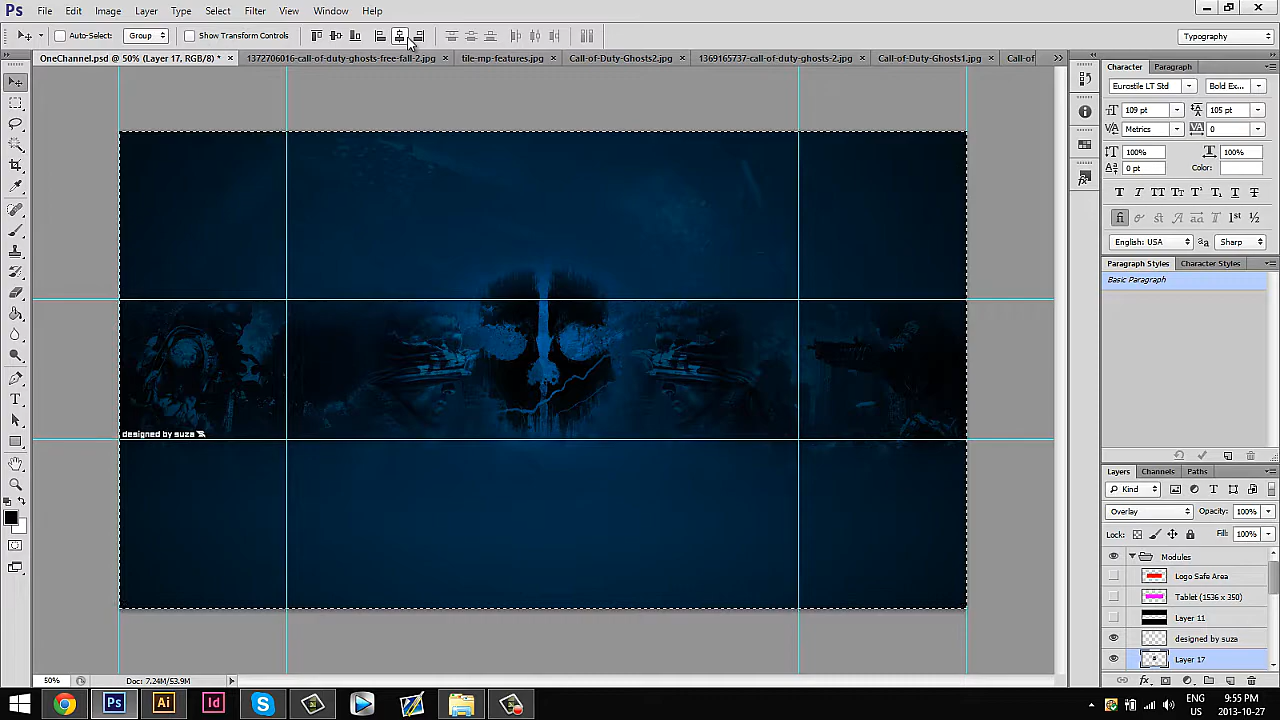 Ps File Edit Image Layer Type Select Filter View Window Help
Auto-Select: Group Show Transform Controls Typography
OneChannel.psd @ 50% (Layer 17, RGB/8) * × 1372706016-call-of-duty-ghosts-free-fall-2.jpg × tile-mp-features.jpg × Call-of-Duty-Ghosts2.jpg × 1369165737-call-of-duty-ghosts-2.jpg × Call-of-Duty-Ghosts1.jpg × Call-of
Character Paragraph
Eurostile LT Std Bold Ex...
109 pt 105 pt
Metrics 0
100% 100%
0 pt Color:
English: USA Sharp
Paragraph Styles Character Styles
Basic Paragraph
designed by suza
Layers Channels Paths
Kind
Overlay Opacity: 100%
Lock: Fill: 100%
Modules
Logo Safe Area
Tablet (1536 x 350)
Layer 11
designed by suza
Layer 17
50% Doc: 7.24M/53.9M
Ps Ai Id
ENG 9:55 PM
US 2013-10-27